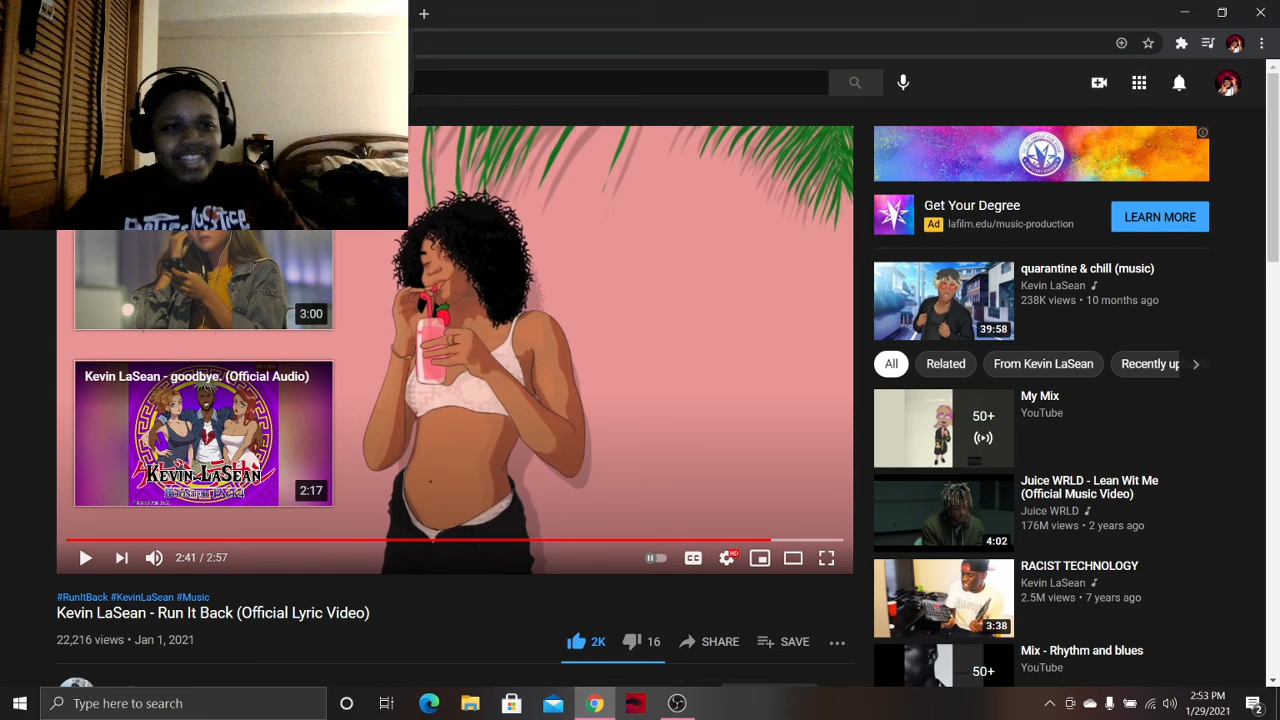 3:00
Kevin LaSean - goodbye. (Official Audio)
KEVIN LASEAN
2:17
2:41 / 2:57
CC
HD
#RunItBack #KevinLaSean #Music
Kevin LaSean - Run It Back (Official Lyric Video)
22,216 views • Jan 1, 2021
2K
16
SHARE
SAVE
Get Your Degree
Ad lafilm.edu/music-production
LEARN MORE
quarantine & chill (music)
Kevin LaSean
238K views • 10 months ago
39:58
All
Related
From Kevin LaSean
Recently up
My Mix
YouTube
50+
Juice WRLD - Lean Wit Me
(Official Music Video)
Juice WRLD
176M views • 2 years ago
4:02
RACIST TECHNOLOGY
Kevin LaSean
2.5M views • 7 years ago
3:38
Mix - Rhythm and blues
YouTube
50+
Type here to search
2:53 PM
1/29/2021
2